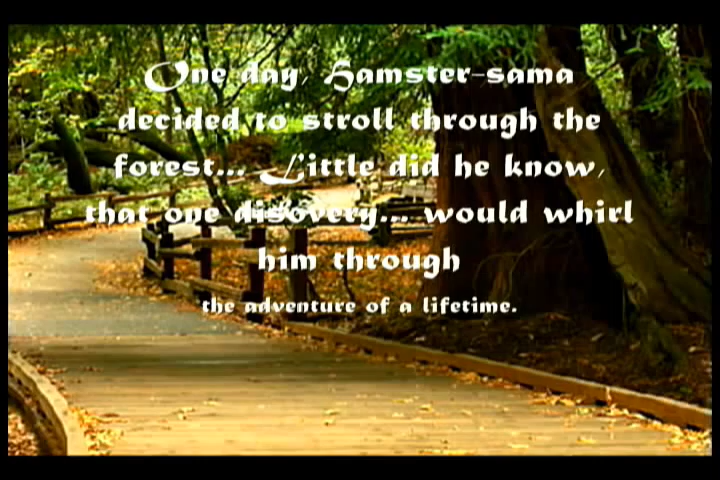 One day, Hamster-sama
decided to stroll through the
forest... Little did he know,
that one disovery... would whirl
him through
the adventure of a lifetime.